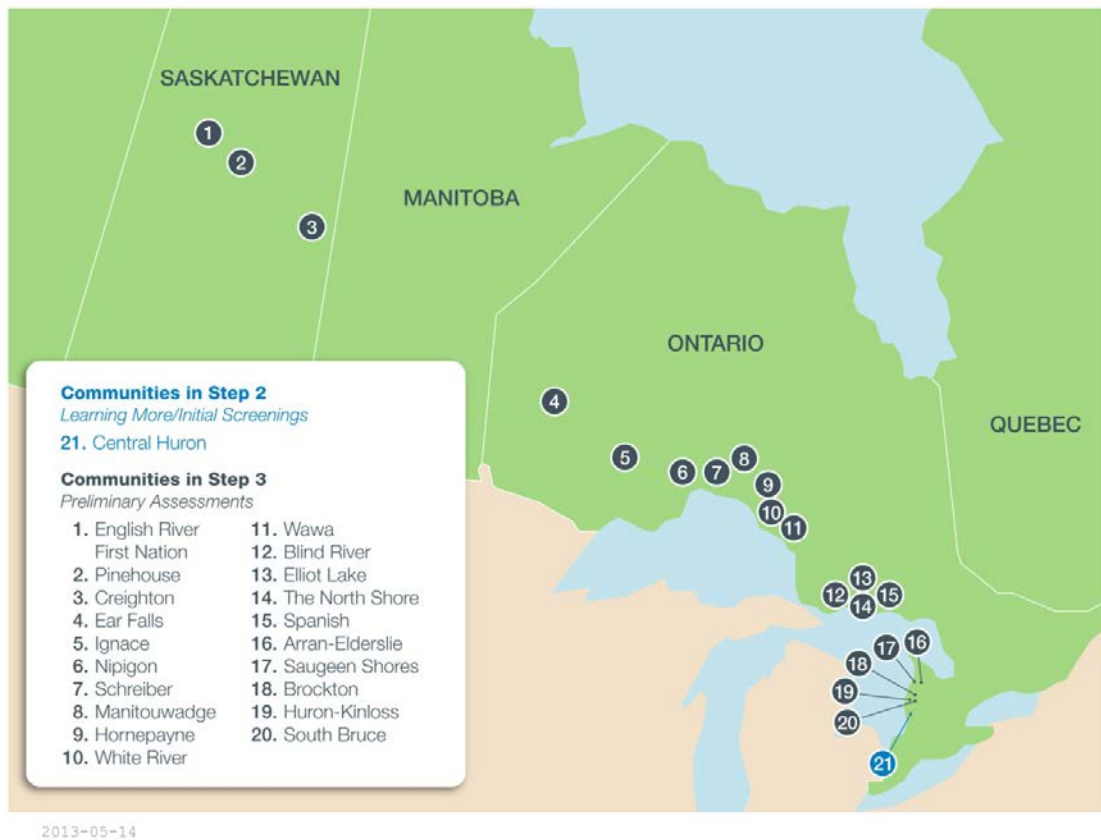 SASKATCHEWAN
1
2
3
MANITOBA
ONTARIO
QUEBEC
4
5
6
7
8
9
10
11
12
13
14
15
16
17
18
19
20
21
Communities in Step 2
Learning More/Initial Screenings
21. Central Huron
Communities in Step 3
Preliminary Assessments
1. English River
First Nation
2. Pinehouse
3. Creighton
4. Ear Falls
5. Ignace
6. Nipigon
7. Schreiber
8. Manitouwadge
9. Hornepayne
10. White River
11. Wawa
12. Blind River
13. Elliot Lake
14. The North Shore
15. Spanish
16. Arran-Elderslie
17. Saugeen Shores
18. Brockton
19. Huron-Kinloss
20. South Bruce
2013-05-14